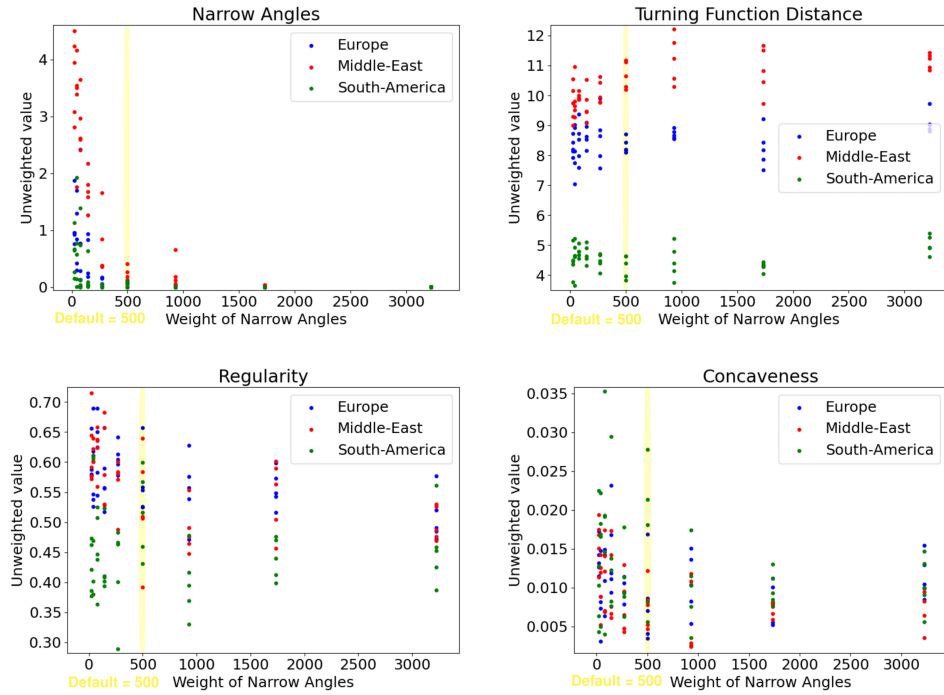 Narrow Angles
Unweighted value
4
3
2
1
0
Europe
Middle-East
South-America
0 500 1000 1500 2000 2500 3000
Default = 500
Weight of Narrow Angles
Turning Function Distance
Unweighted value
12
11
10
9
8
7
6
5
4
Europe
Middle-East
South-America
0 500 1000 1500 2000 2500 3000
Default = 500
Weight of Narrow Angles
Regularity
Unweighted value
0.70
0.65
0.60
0.55
0.50
0.45
0.40
0.35
0.30
Europe
Middle-East
South-America
0 500 1000 1500 2000 2500 3000
Default = 500
Weight of Narrow Angles
Concaveness
Unweighted value
0.035
0.030
0.025
0.020
0.015
0.010
0.005
Europe
Middle-East
South-America
0 500 1000 1500 2000 2500 3000
Default = 500
Weight of Narrow Angles